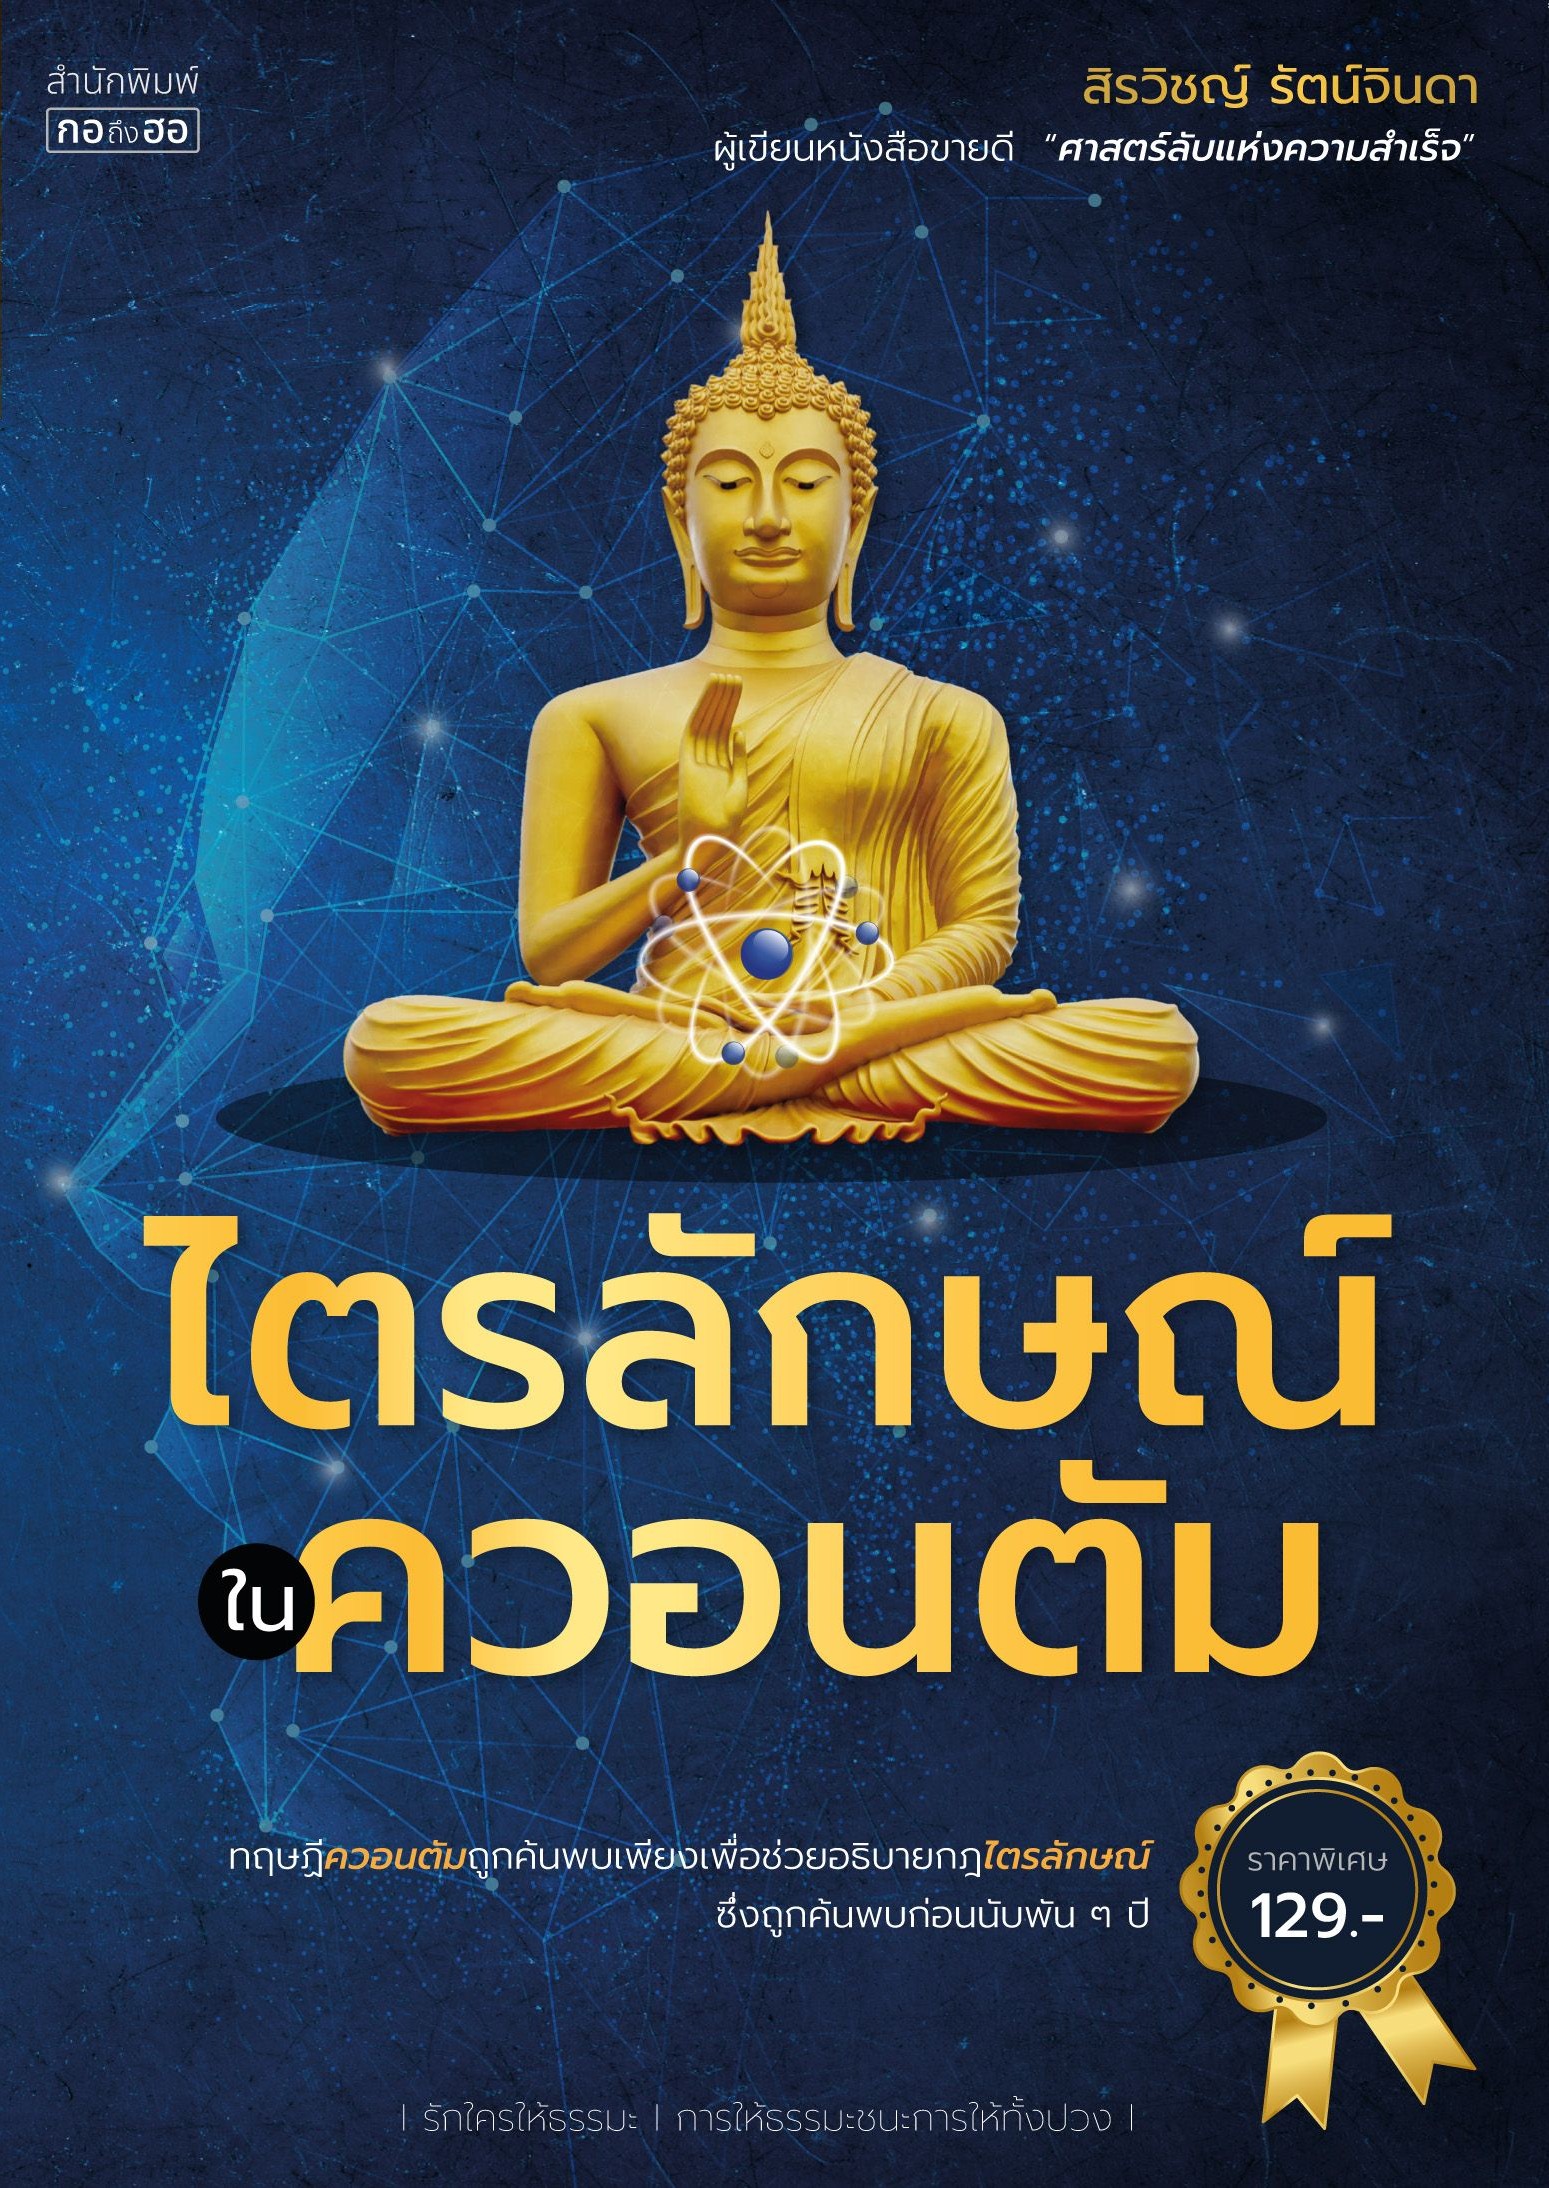 สำนักพิมพ์
กอถึงฮอ
สิรวิชญ์ รัตน์จินดา
ผู้เขียนหนังสือขายดี "ศาสตร์ลับแห่งความสำเร็จ"
ไตรลักษณ์
ในควอนตัม
ทฤษฎีควอนตัมถูกค้นพบเพียงเพื่อช่วยอธิบายกฎไตรลักษณ์
ซึ่งถูกค้นพบก่อนนับพัน ๆ ปี
ราคาพิเศษ
129.-
| รักใครให้ธรรมะ | การให้ธรรมะชนะการให้ทั้งปวง |